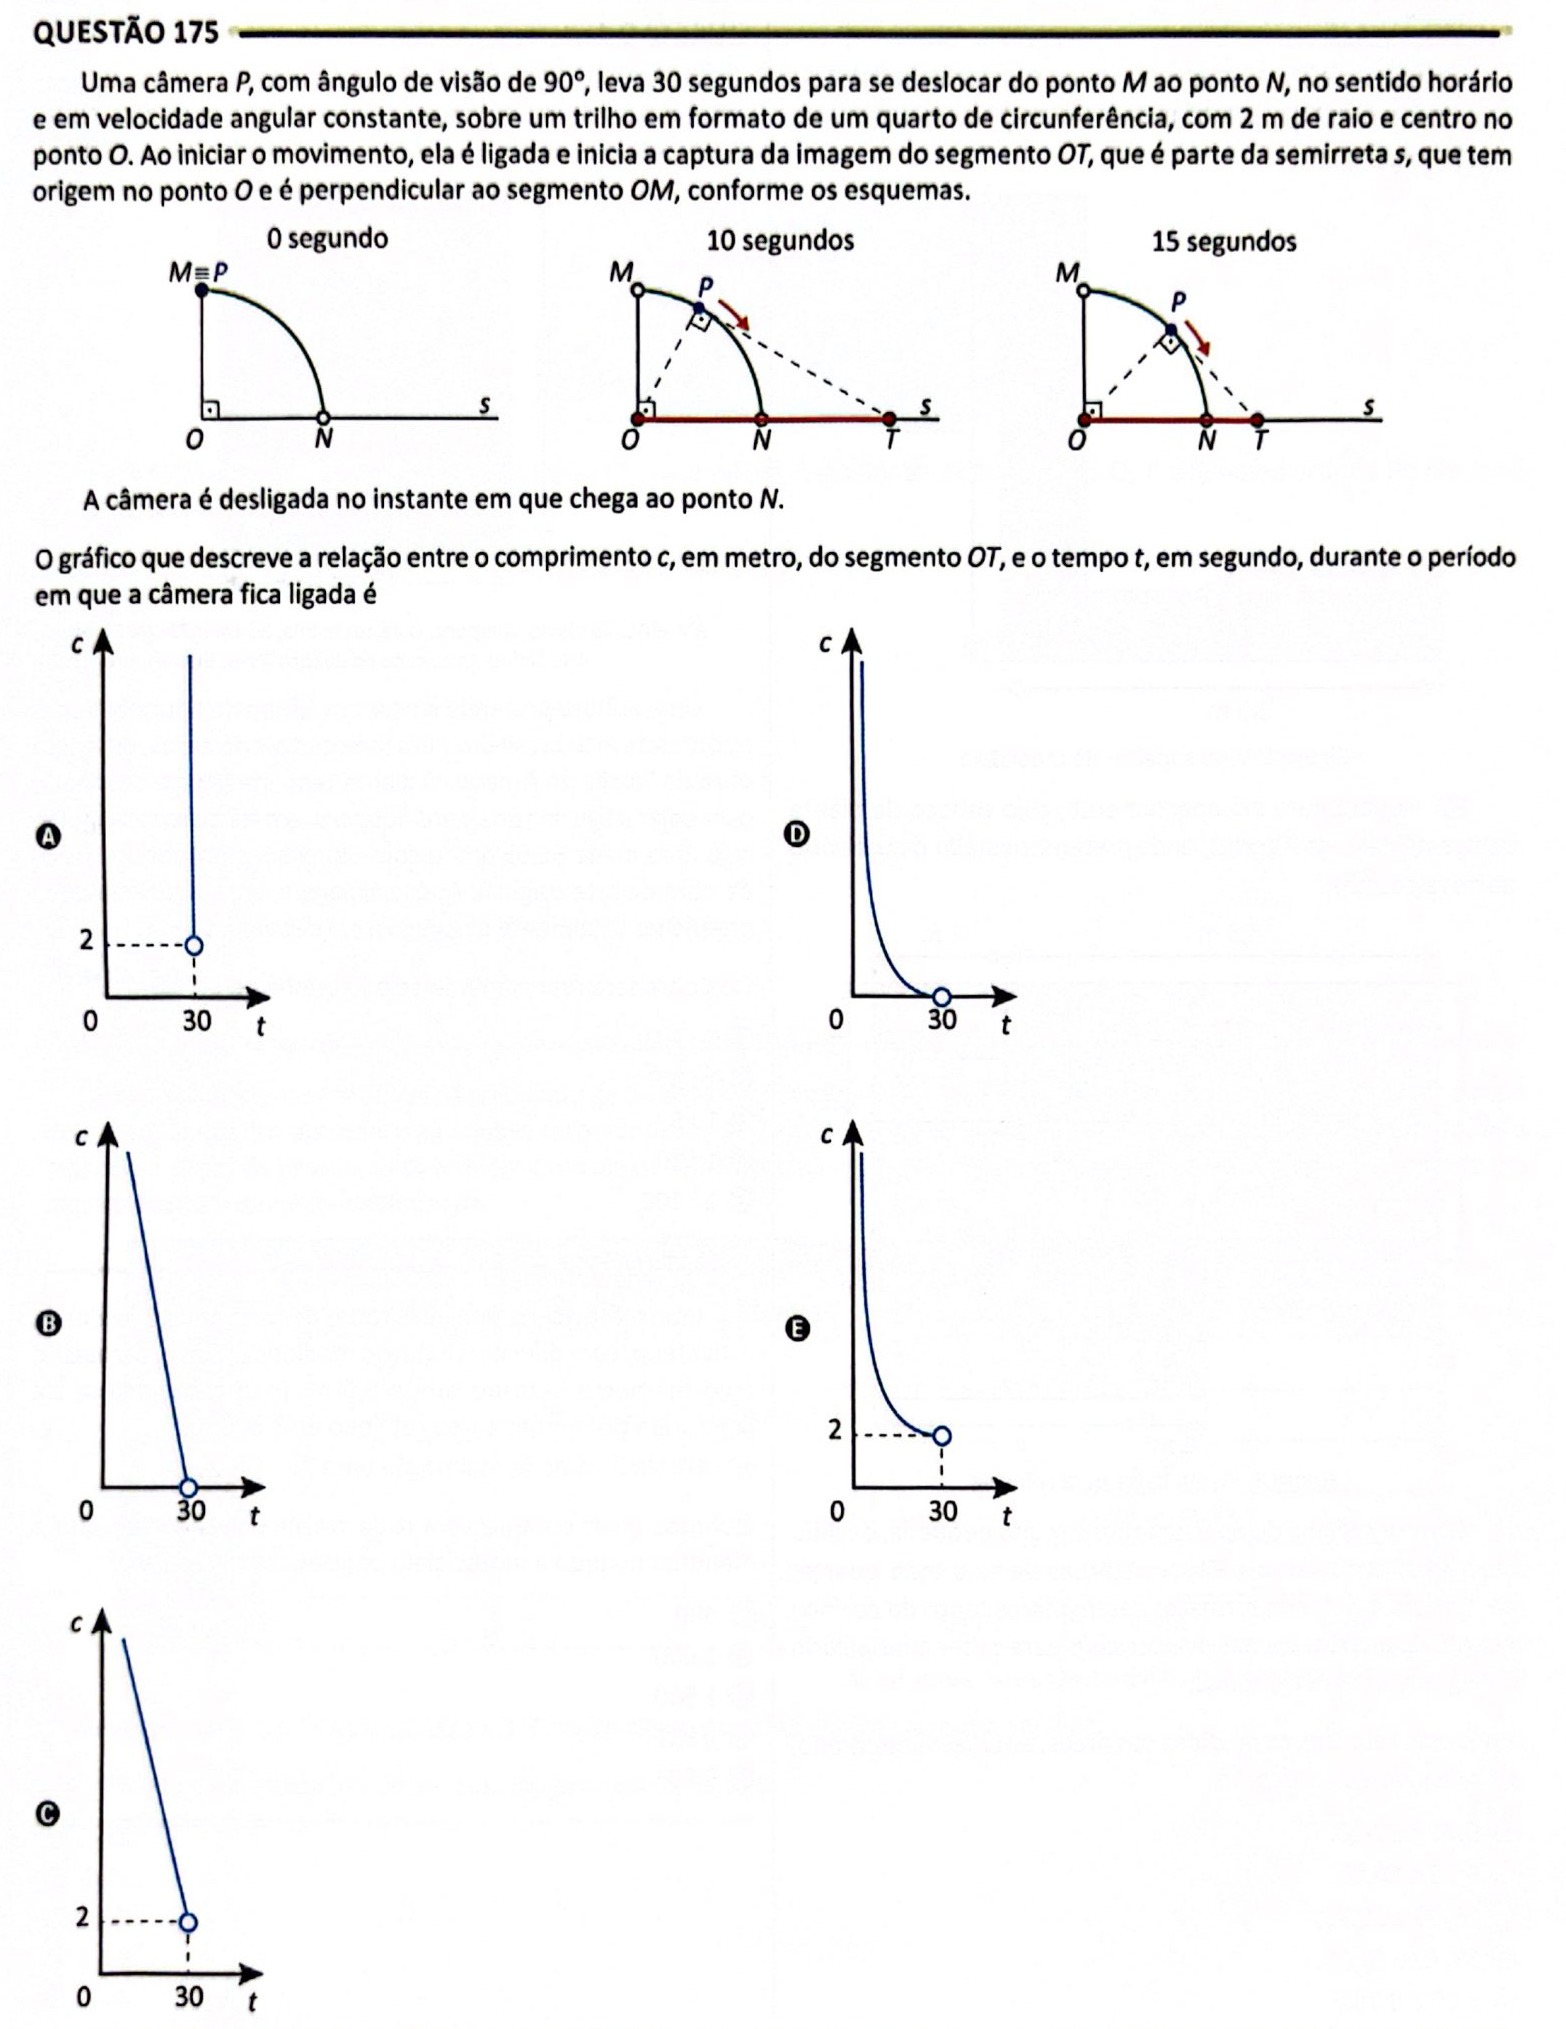 QUESTÃO 175
Uma câmera P, com ângulo de visão de 90º, leva 30 segundos para se deslocar do ponto M ao ponto N, no sentido horário
e em velocidade angular constante, sobre um trilho em formato de um quarto de circunferência, com 2 m de raio e centro no
ponto O. Ao iniciar o movimento, ela é ligada e inicia a captura da imagem do segmento OT, que é parte da semirreta s, que tem
origem no ponto O e é perpendicular ao segmento OM, conforme os esquemas.
0 segundo
M≡P
O
N
s
10 segundos
M
P
O
N
T
s
15 segundos
M
P
O
N
T
s
A câmera é desligada no instante em que chega ao ponto N.
O gráfico que descreve a relação entre o comprimento c, em metro, do segmento OT, e o tempo t, em segundo, durante o período
em que a câmera fica ligada é
A
c
2
0
30
t
B
c
0
30
t
C
c
2
0
30
t
D
c
0
30
t
E
c
2
0
30
t